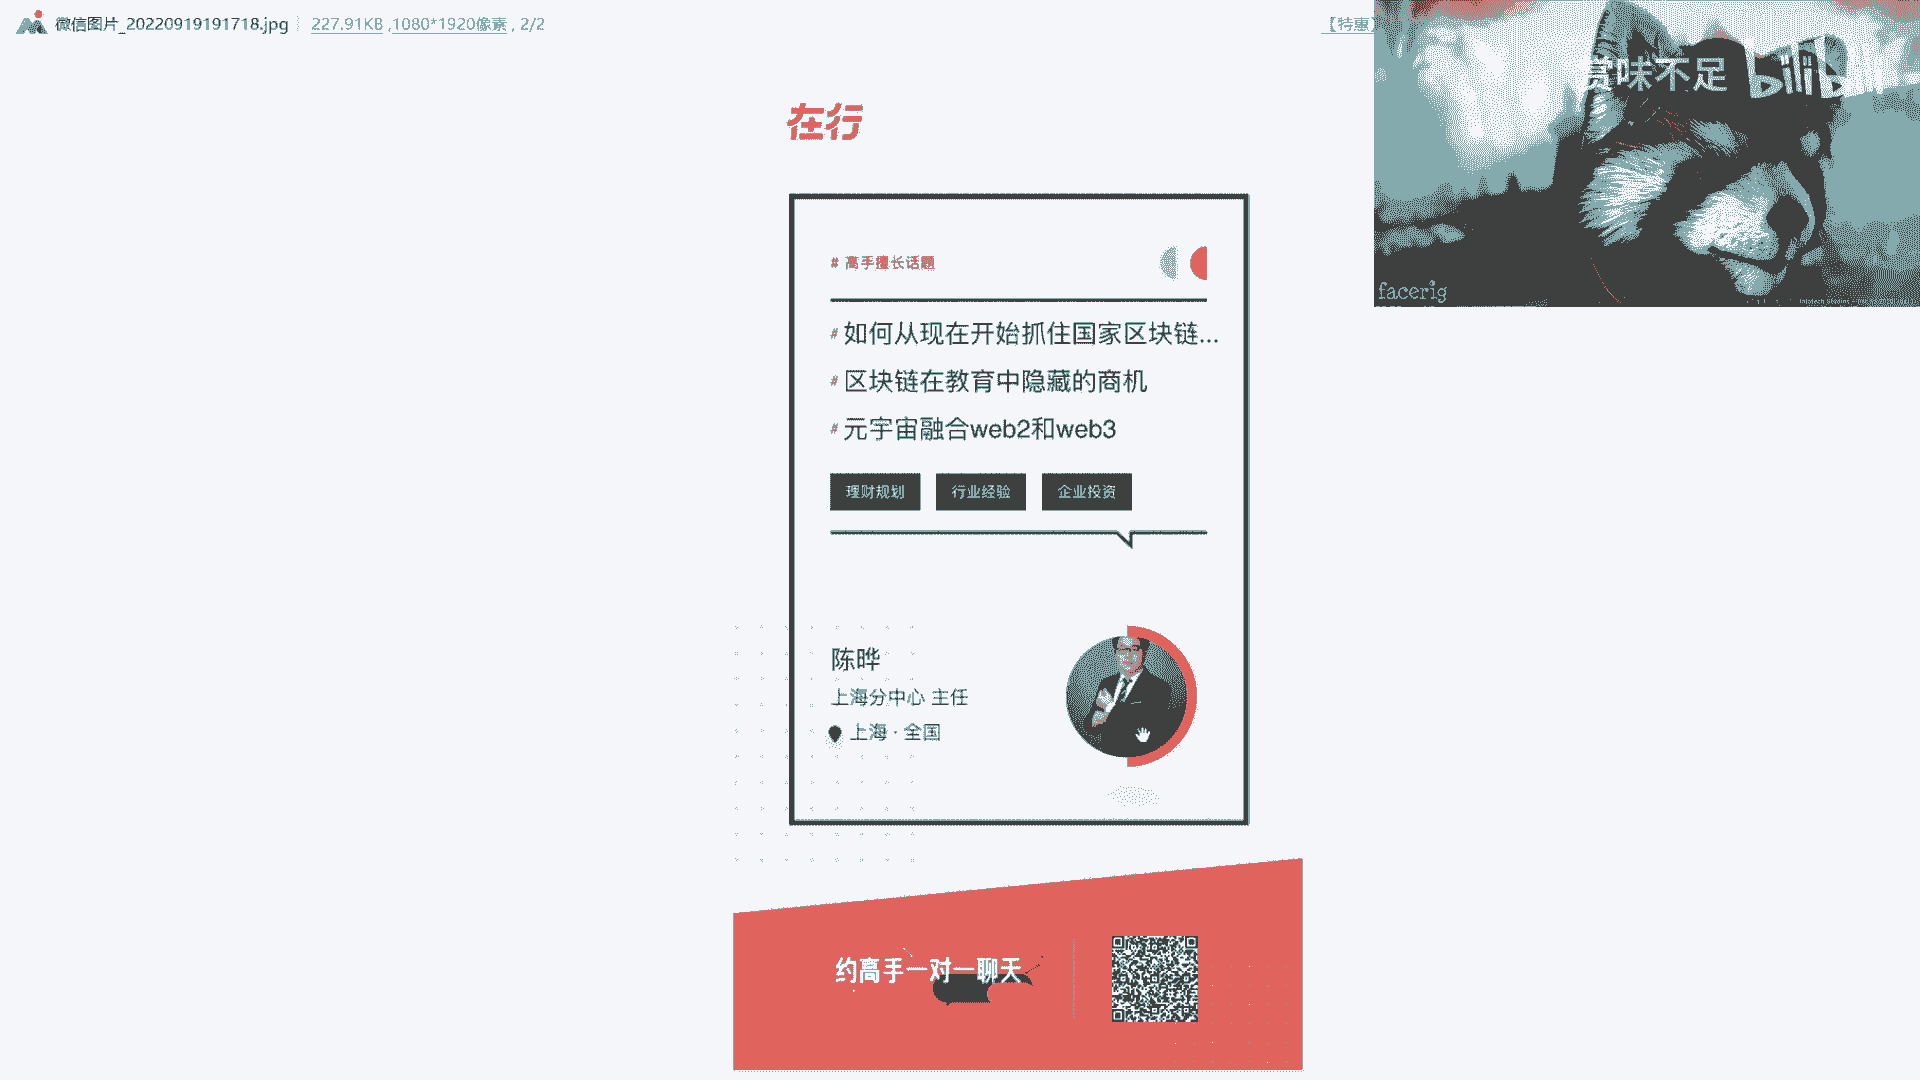 微信图片_20220919191718.jpg
227.91KB ,1080*1920像素 , 2/2
【特惠】
赏味不足 bilibili
facerig
在行
# 高手擅长话题
# 如何从现在开始抓住国家区块链...
# 区块链在教育中隐藏的商机
# 元宇宙融合web2和web3
理财规划 行业经验 企业投资
陈晔
上海分中心 主任
上海 · 全国
约高手一对一聊天